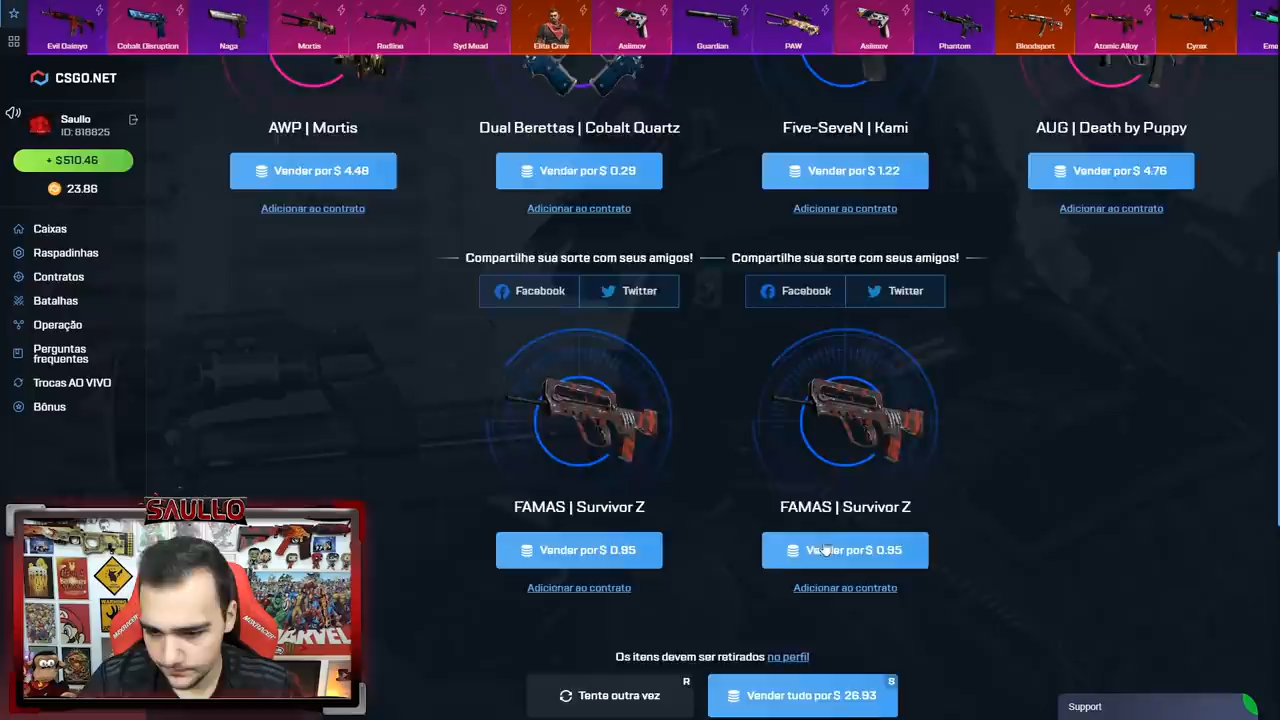 Evil Daimyo
Cobalt Disruption
Naga
Mortis
Redline
Syd Mead
Elite Crew
Asiimov
Guardian
PAW
Asiimov
Phantom
Bloodsport
Atomic Alloy
Cyrex
CSGO.NET
Saullo
ID: 818825
+ $510.46
23.86
Caixas
Raspadinhas
Contratos
Batalhas
Operação
Perguntas
frequentes
Trocas AO VIVO
Bônus
AWP | Mortis
Dual Berettas | Cobalt Quartz
Five-SeveN | Kami
AUG | Death by Puppy
Vender por $ 4.48
Vender por $ 0.29
Vender por $ 1.22
Vender por $ 4.76
Adicionar ao contrato
Adicionar ao contrato
Adicionar ao contrato
Adicionar ao contrato
Compartilhe sua sorte com seus amigos!
Compartilhe sua sorte com seus amigos!
Facebook
Twitter
Facebook
Twitter
FAMAS | Survivor Z
FAMAS | Survivor Z
Vender por $ 0.95
Vender por $ 0.95
Adicionar ao contrato
Adicionar ao contrato
Os itens devem ser retirados no perfil
Tente outra vez
R
Vender tudo por $ 26.93
S
Support
SAULLO
WARNING
MARVEL